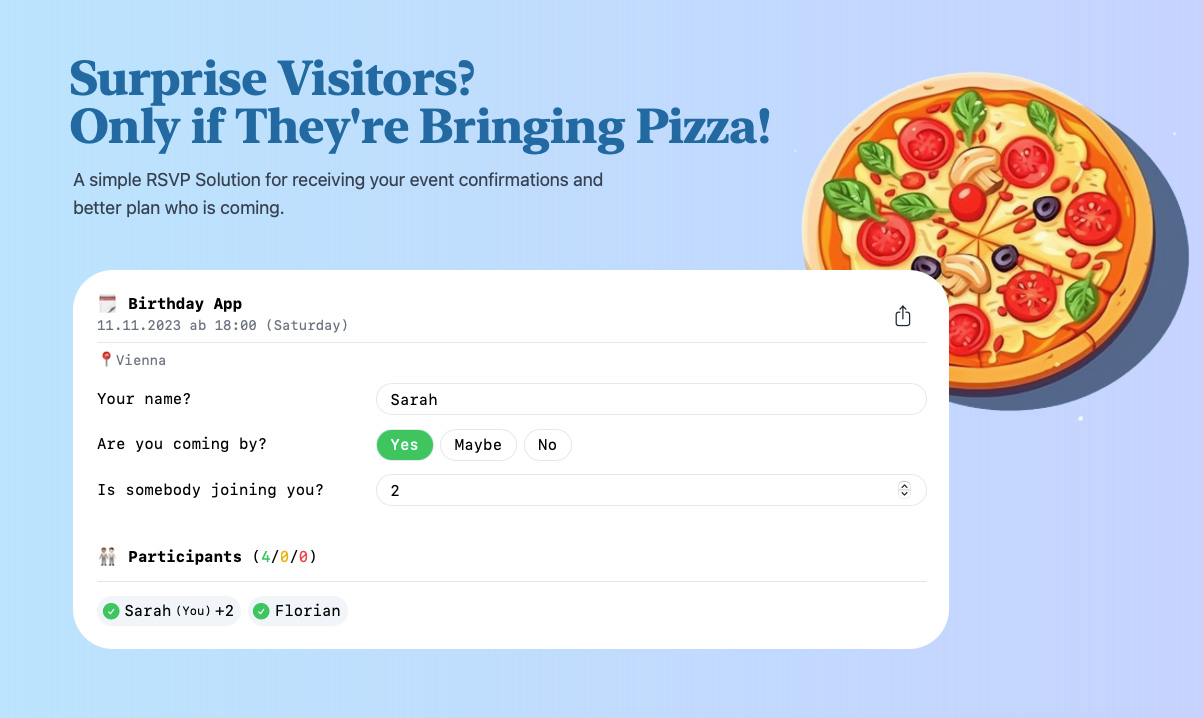 Surprise Visitors?
Only if They're Bringing Pizza!
A simple RSVP Solution for receiving your event confirmations and
better plan who is coming.
Birthday App
11.11.2023 ab 18:00 (Saturday)
Vienna
Your name? Sarah
Are you coming by? Yes Maybe No
Is somebody joining you? 2
Participants (4/0/0)
Sarah (You) +2 Florian